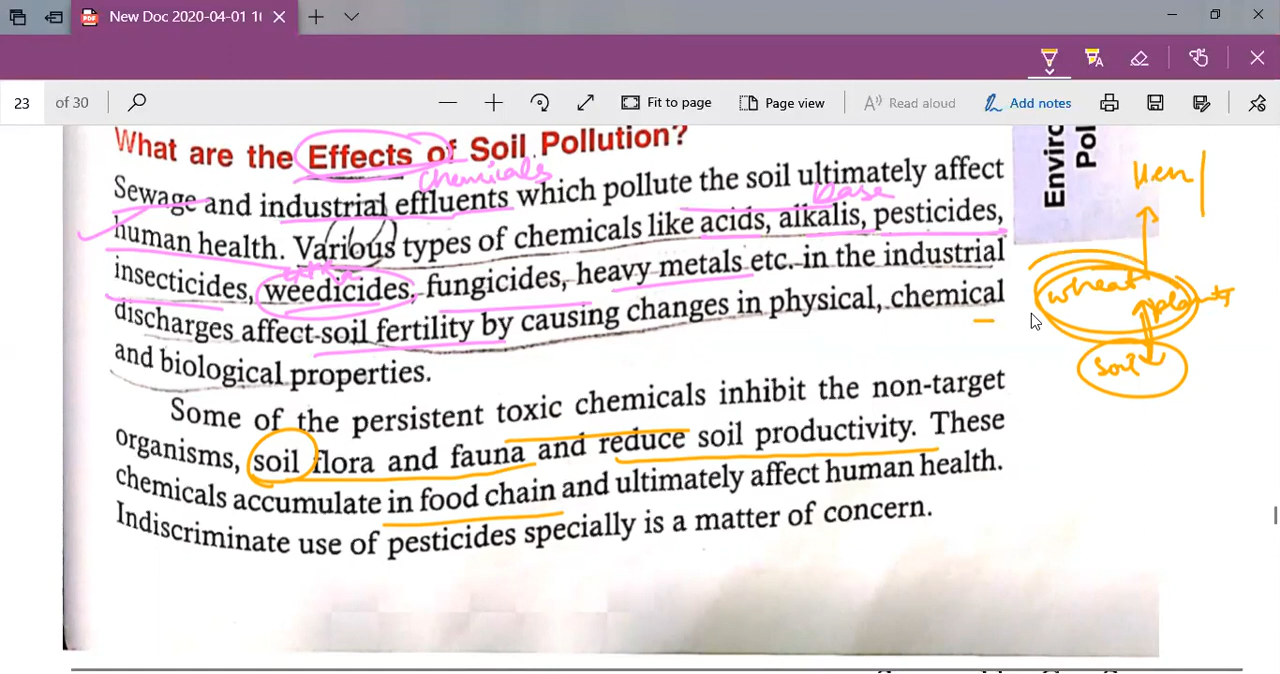 New Doc 2020-04-01 1(
23 of 30
Fit to page
Page view
Read aloud
Add notes
What are the Effects of Soil Pollution?
chemicals
Sewage and industrial effluents which pollute the soil ultimately affect
base
human health. Various types of chemicals like acids, alkalis, pesticides,
insecticides, weedicides, fungicides, heavy metals etc. in the industrial
discharges affect soil fertility by causing changes in physical, chemical
and biological properties.
Some of the persistent toxic chemicals inhibit the non-target
organisms, soil flora and fauna and reduce soil productivity. These
chemicals accumulate in food chain and ultimately affect human health.
Indiscriminate use of pesticides specially is a matter of concern.
Enviro
Pol
wheat
plants
soil